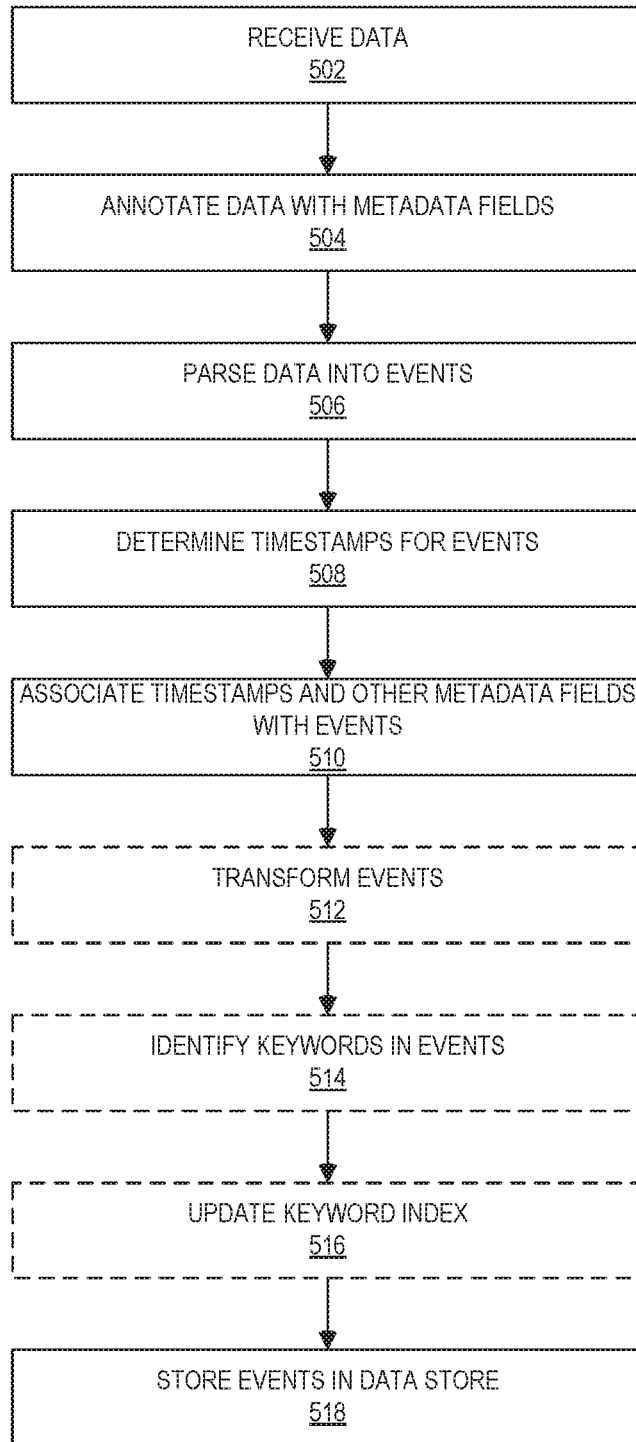 RECEIVE DATA
502
ANNOTATE DATA WITH METADATA FIELDS
504
PARSE DATA INTO EVENTS
506
DETERMINE TIMESTAMPS FOR EVENTS
508
ASSOCIATE TIMESTAMPS AND OTHER METADATA FIELDS
WITH EVENTS
510
TRANSFORM EVENTS
512
IDENTIFY KEYWORDS IN EVENTS
514
UPDATE KEYWORD INDEX
516
STORE EVENTS IN DATA STORE
518